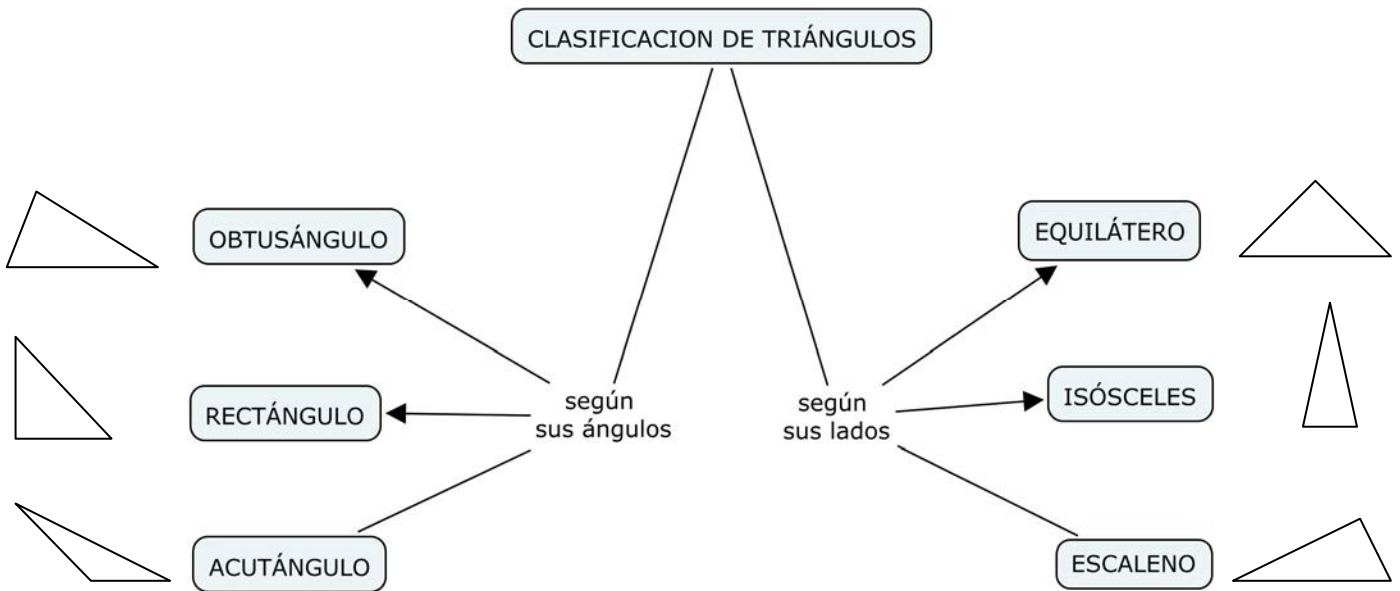 CLASIFICACION DE TRIÁNGULOS
OBTUSÁNGULO
EQUILÁTERO
RECTÁNGULO
según
sus ángulos
según
sus lados
ISÓSCELES
ACUTÁNGULO
ESCALENO